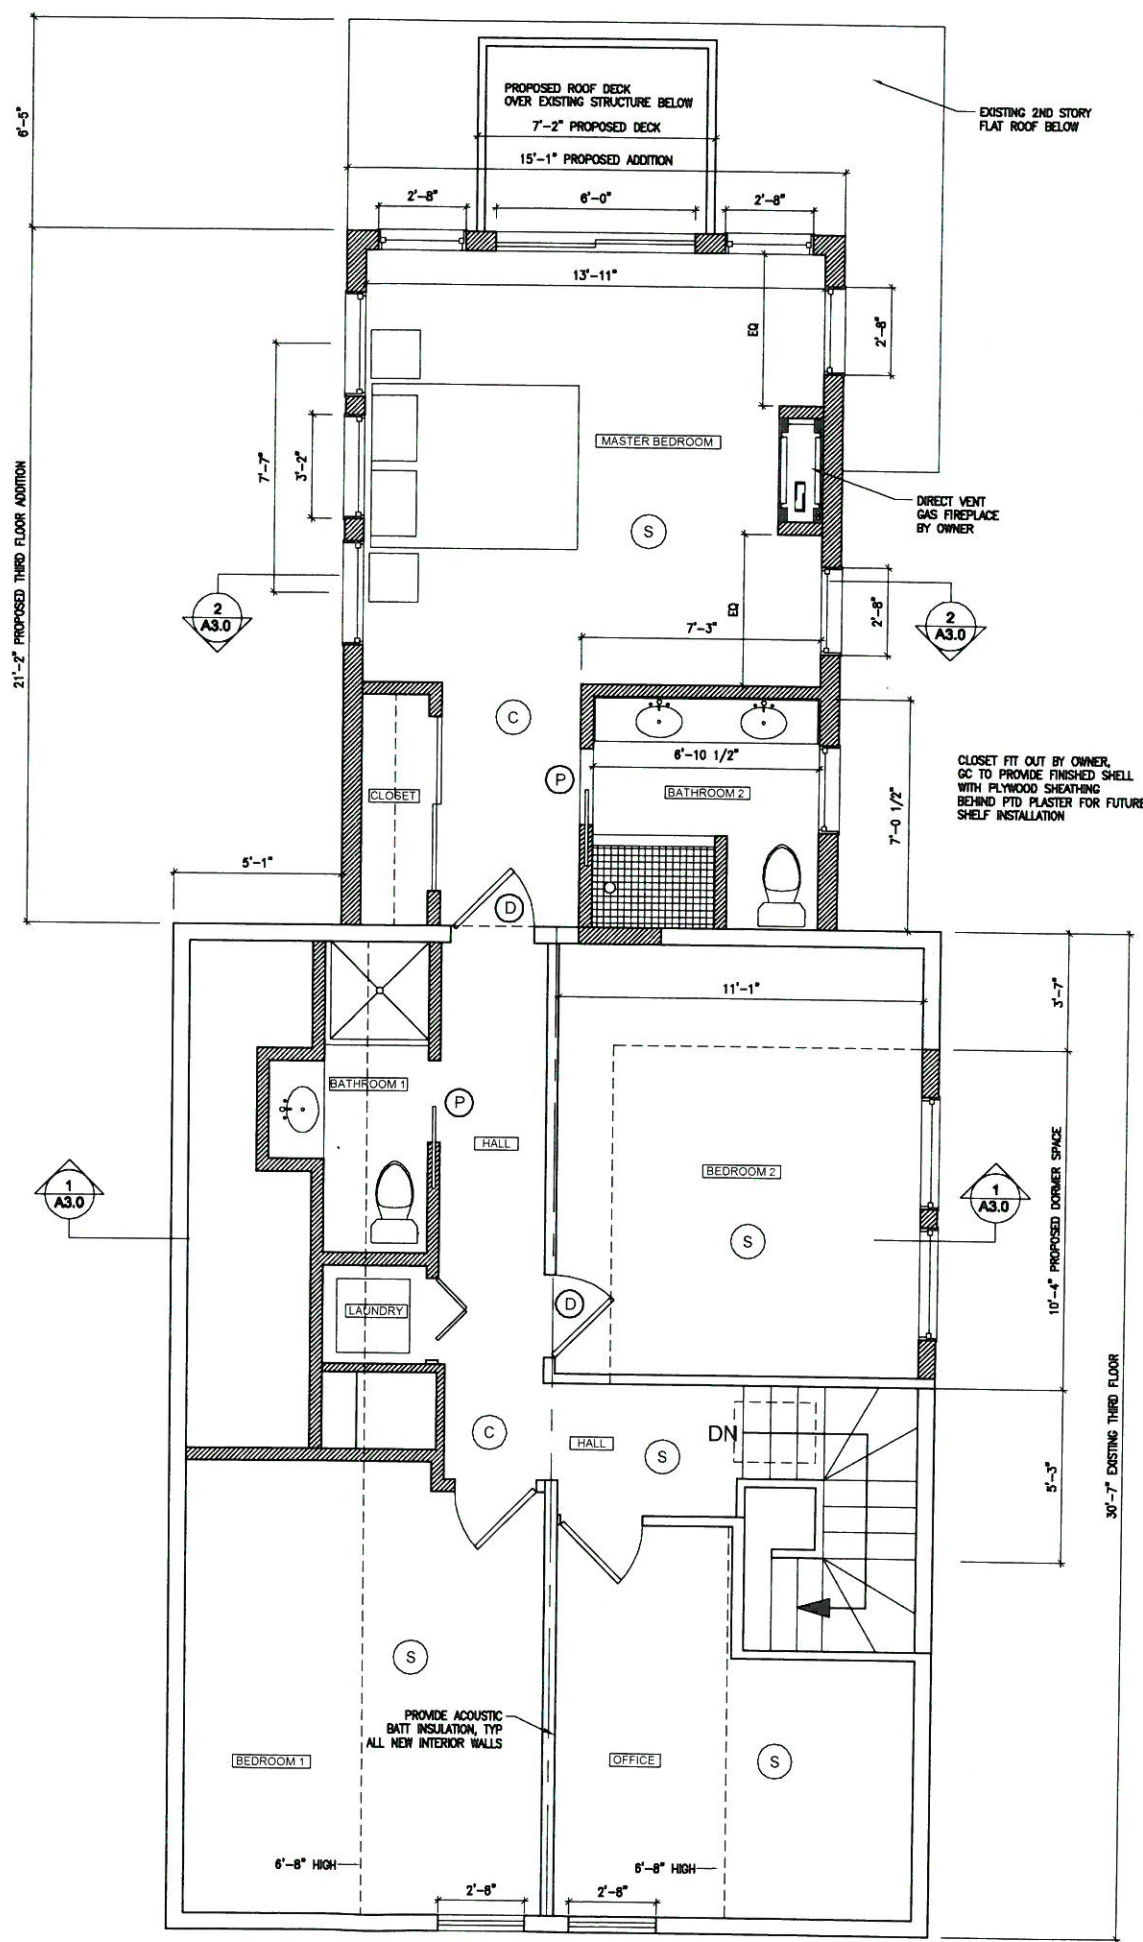 6'-5"
PROPOSED ROOF DECK
OVER EXISTING STRUCTURE BELOW
7'-2" PROPOSED DECK
15'-1" PROPOSED ADDITION
EXISTING 2ND STORY
FLAT ROOF BELOW
2'-8"
6'-0"
2'-8"
13'-11"
EQ
2'-8"
7'-7"
3'-2"
MASTER BEDROOM
S
DIRECT VENT
GAS FIREPLACE
BY OWNER
21'-2" PROPOSED THIRD FLOOR ADDITION
2
A3.0
EQ
7'-3"
2'-8"
2
A3.0
C
6'-10 1/2"
P
CLOSET
BATHROOM 2
7'-0 1/2"
CLOSET FIT OUT BY OWNER,
GC TO PROVIDE FINISHED SHELL
WITH PLYWOOD SHEATHING
BEHIND PTD PLASTER FOR FUTURE
SHELF INSTALLATION
5'-1"
D
11'-1"
3'-7"
BATHROOM 1
P
HALL
BEDROOM 2
1
A3.0
1
A3.0
S
10'-4" PROPOSED DORMER SPACE
LAUNDRY
D
C
HALL
S
DN
5'-3"
30'-7" EXISTING THIRD FLOOR
S
PROVIDE ACOUSTIC
BATT INSULATION, TYP
ALL NEW INTERIOR WALLS
BEDROOM 1
OFFICE
S
6'-8" HIGH
6'-8" HIGH
2'-8"
2'-8"